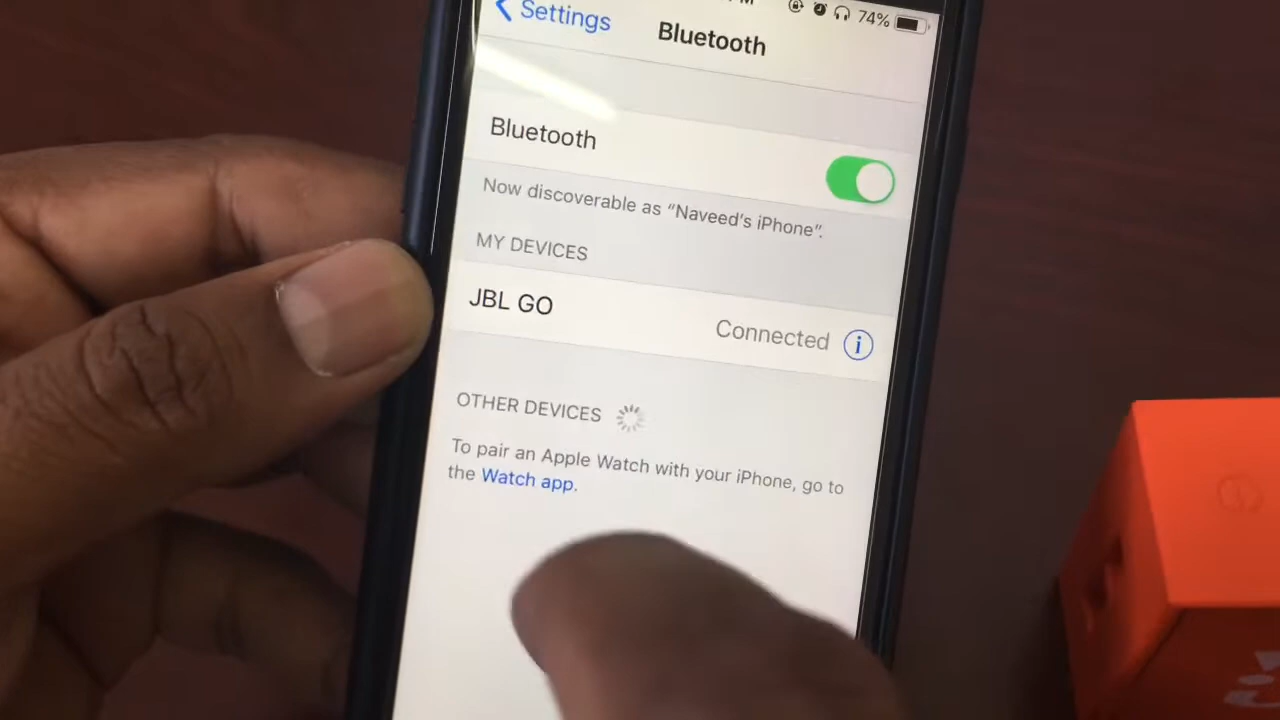 Settings
Bluetooth
74%
Bluetooth
Now discoverable as “Naveed’s iPhone”.
MY DEVICES
JBL GO
Connected
OTHER DEVICES
To pair an Apple Watch with your iPhone, go to
the Watch app.